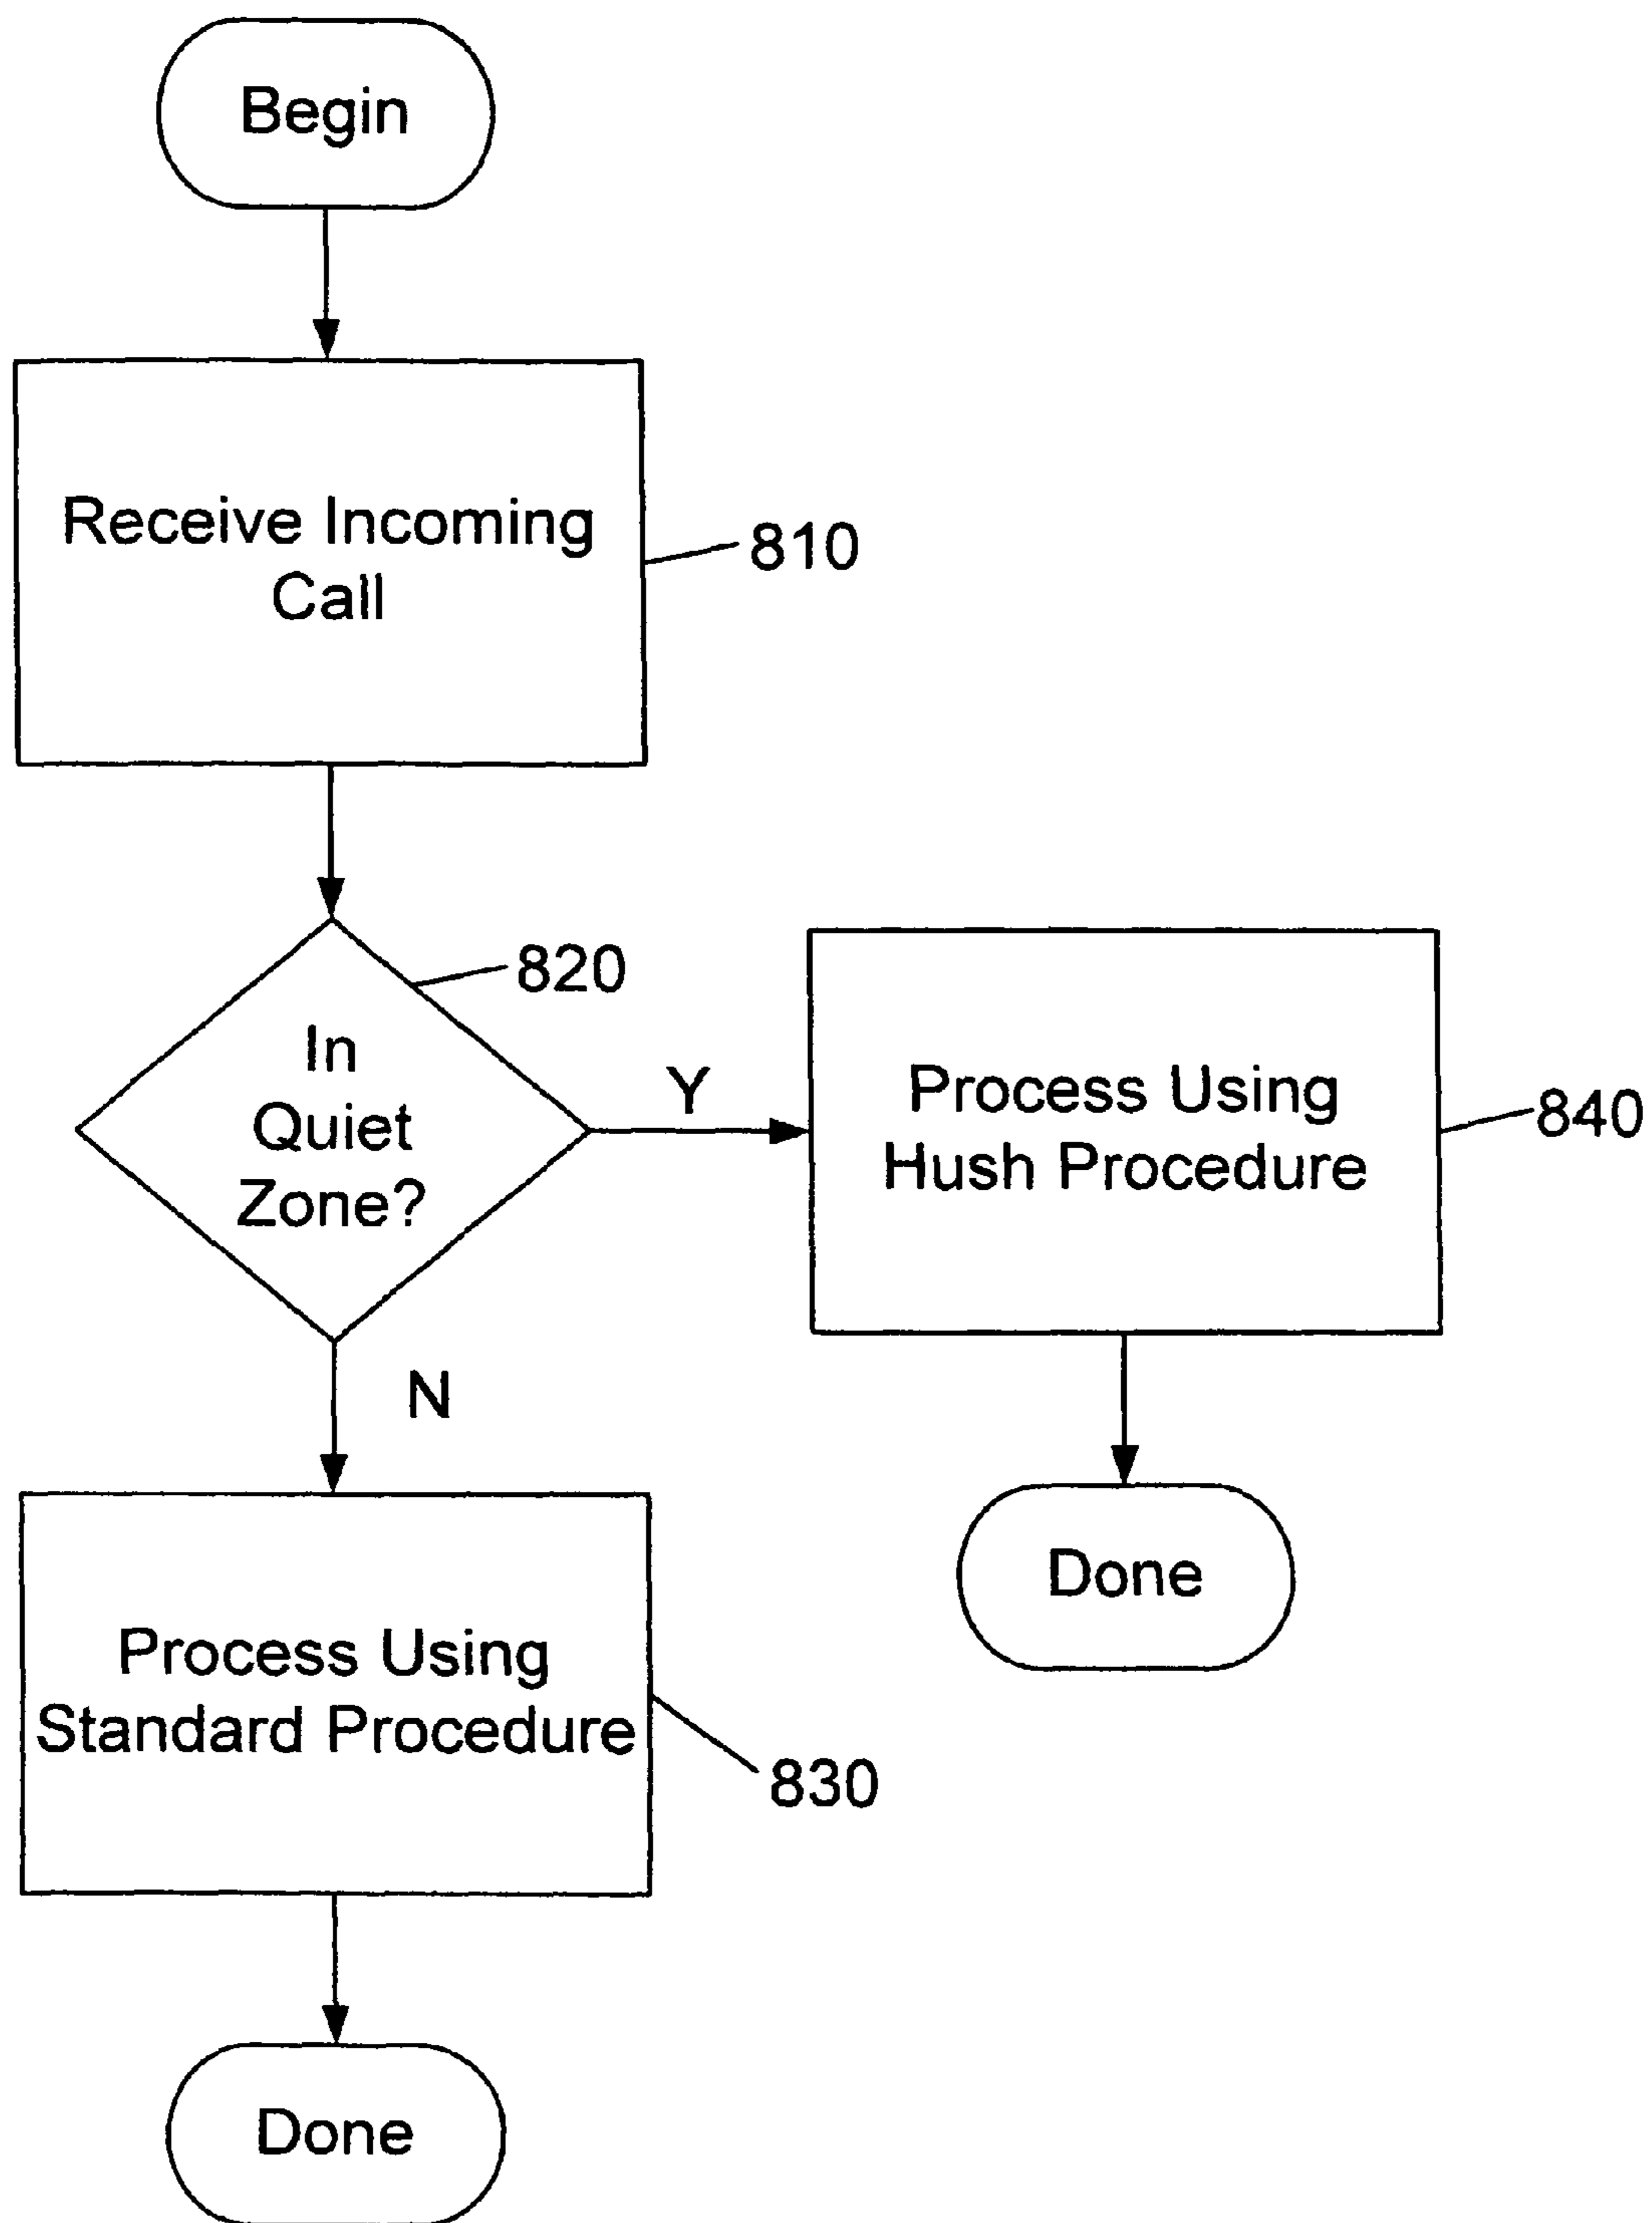 Begin
Receive Incoming
Call
810
820
In
Quiet
Zone?
Y
Process Using
Hush Procedure
840
N
Done
Process Using
Standard Procedure
830
Done